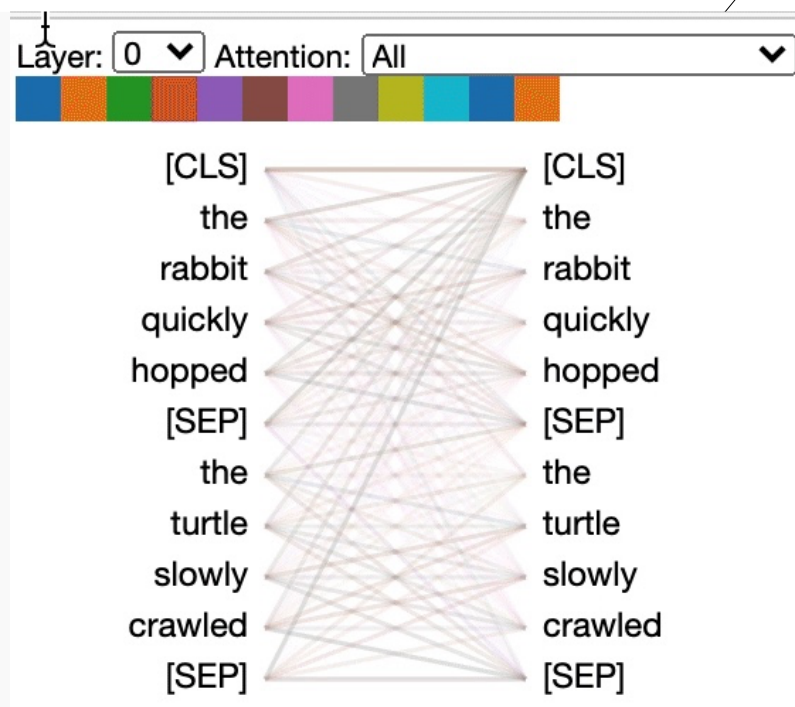 Layer: 0 Attention: All
[CLS] [CLS]
the the
rabbit rabbit
quickly quickly
hopped hopped
[SEP] [SEP]
the the
turtle turtle
slowly slowly
crawled crawled
[SEP] [SEP]